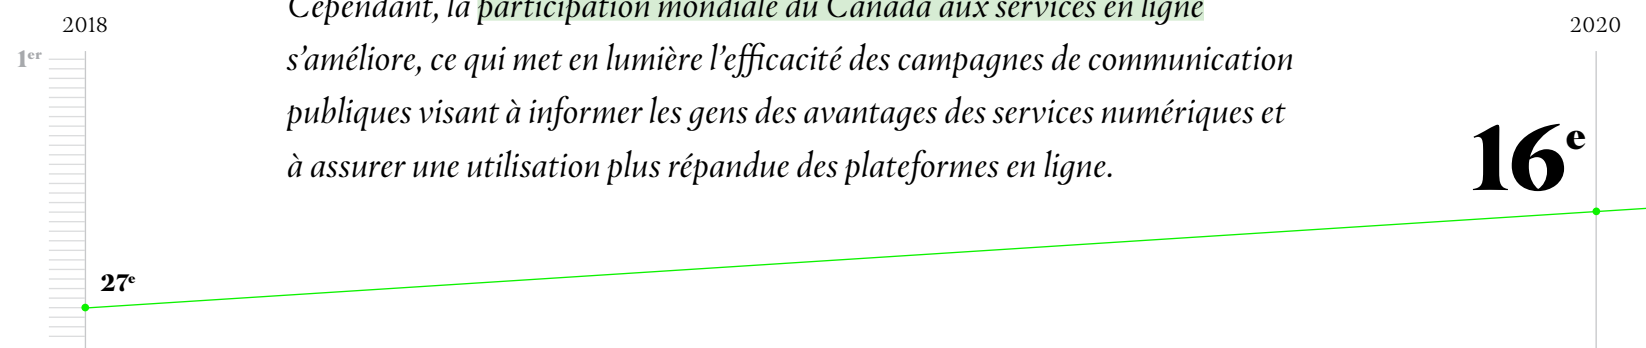 Cependant, la participation mondiale du Canada aux services en ligne
2018
2020
1er
s’améliore, ce qui met en lumière l’efficacité des campagnes de communication
publiques visant à informer les gens des avantages des services numériques et
16e
à assurer une utilisation plus répandue des plateformes en ligne.
27e